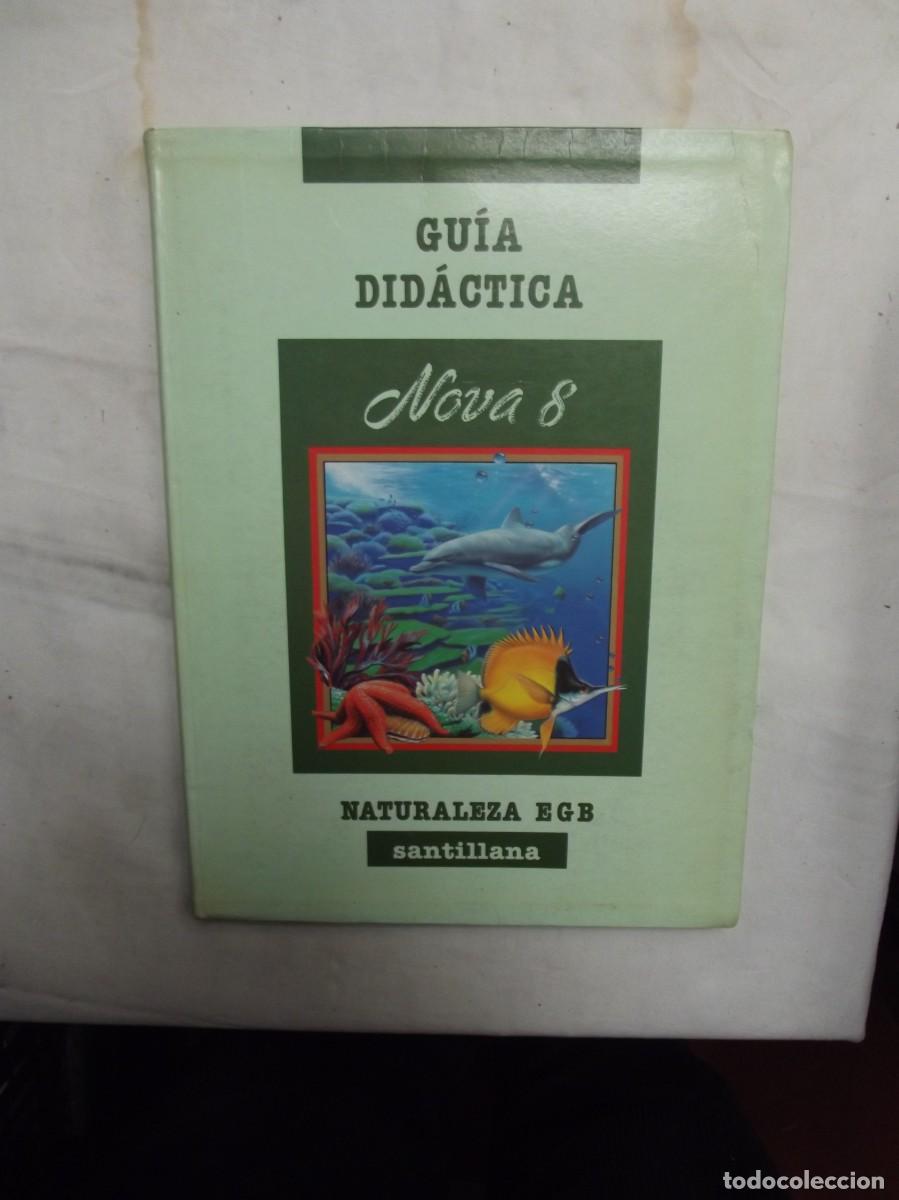 GUÍA
DIDÁCTICA
Nova 8
NATURALEZA EGB
santillana
todocoleccion